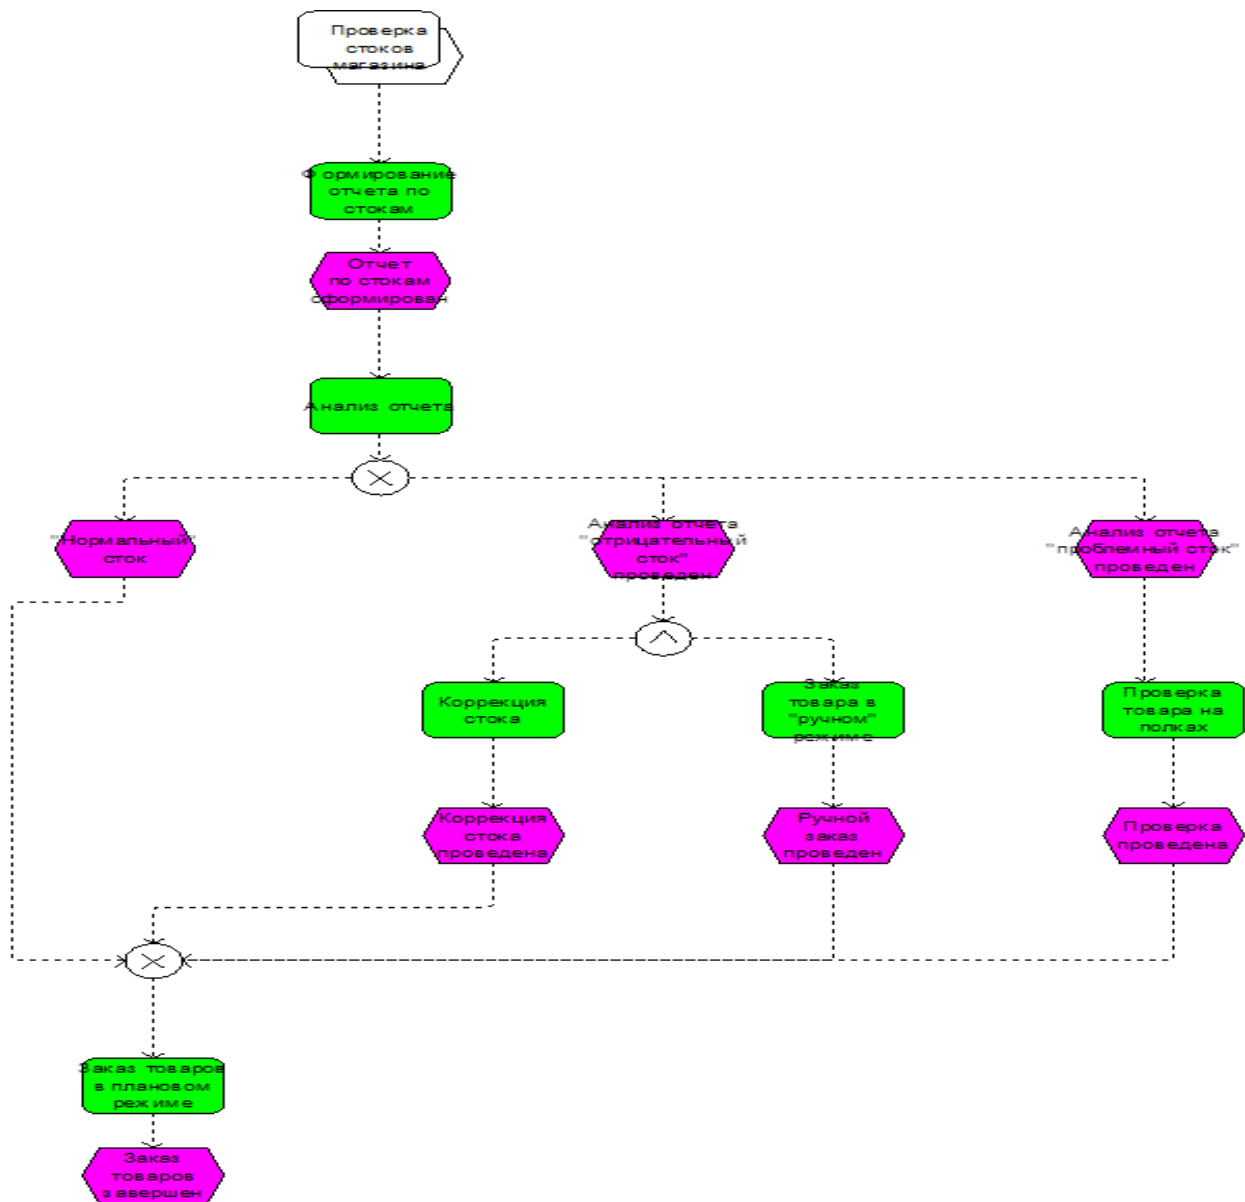 Проверка
стоков
магазина
Формирование
отчета по
стокам
Отчет
по стокам
сформирован
Анализ отчета
"Нормальный"
сток
Анализ отчета
"отрицательный
сток"
проведен
Анализ отчета
"проблемный сток"
проведен
Коррекция
стока
Заказ
товара в
"ручном"
режиме
Проверка
товара на
полках
Коррекция
стока
проведена
Ручной
заказ
проведен
Проверка
проведена
Заказ товаров
в плановом
режиме
Заказ
товаров
завершен